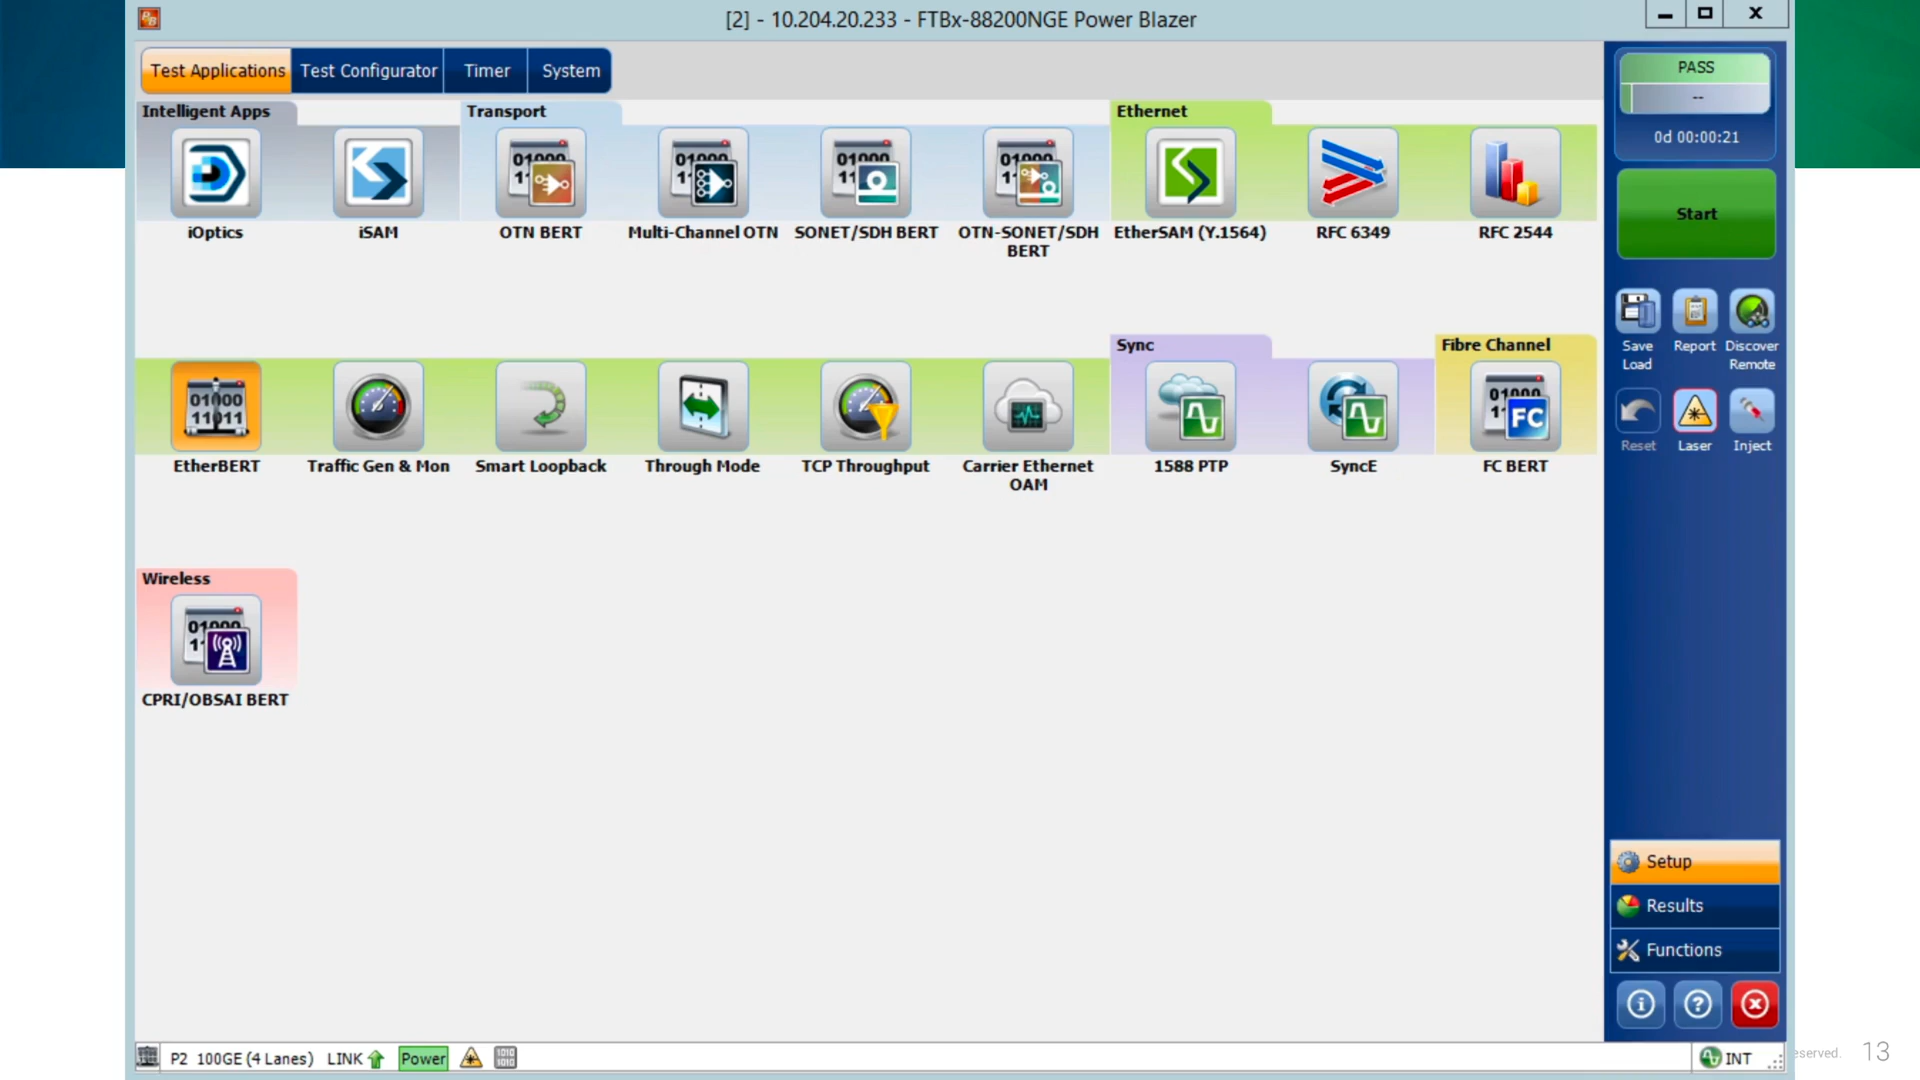 [2] - 10.204.20.233 - FTBx-88200NGE Power Blazer
Test Applications
Test Configurator
Timer
System
Intelligent Apps
Transport
Ethernet
iOptics
iSAM
OTN BERT
Multi-Channel OTN
SONET/SDH BERT
OTN-SONET/SDH
BERT
EtherSAM (Y.1564)
RFC 6349
RFC 2544
Sync
Fibre Channel
EtherBERT
Traffic Gen & Mon
Smart Loopback
Through Mode
TCP Throughput
Carrier Ethernet
OAM
1588 PTP
SyncE
FC BERT
Wireless
CPRI/OBSAI BERT
PASS
--
0d 00:00:21
Start
Save
Load
Report
Discover
Remote
Reset
Laser
Inject
Setup
Results
Functions
P2 100GE (4 Lanes) LINK
Power
INT
eserved.
13